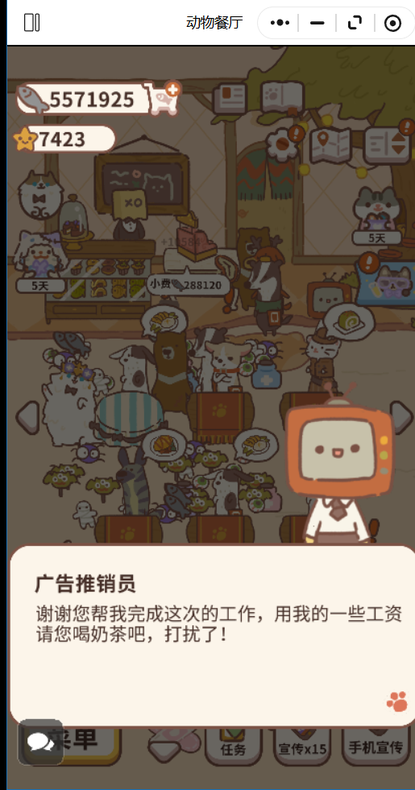 动物餐厅
5571925
7423
XO
5天
5天
小费 288120
广告推销员
谢谢您帮我完成这次的工作，用我的一些工资
请您喝奶茶吧，打扰了！
菜单
任务
宣传x15
手机宣传